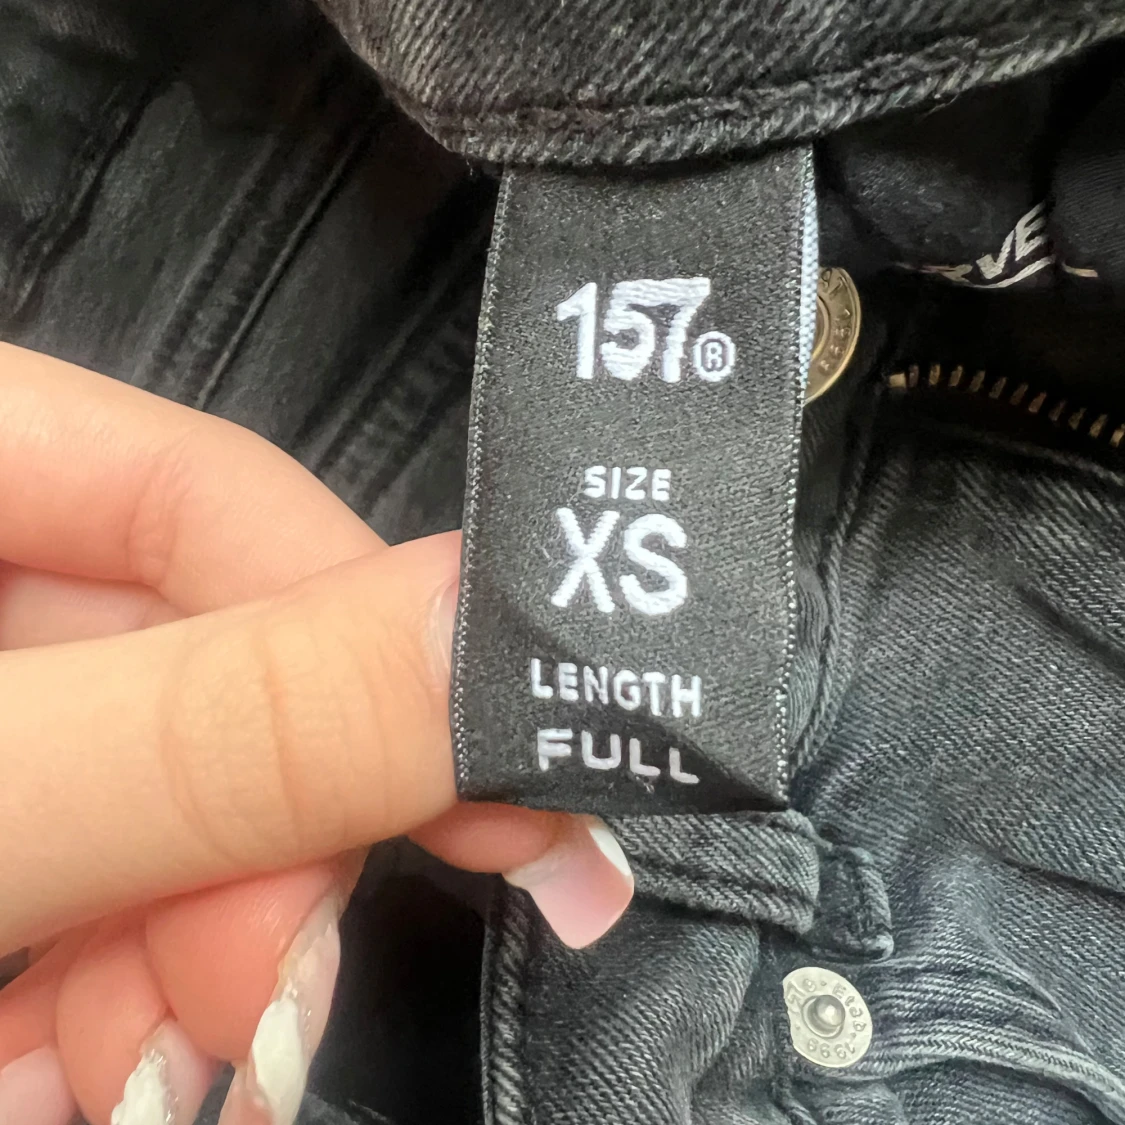 157®
SIZE
XS
LENGTH
FULL